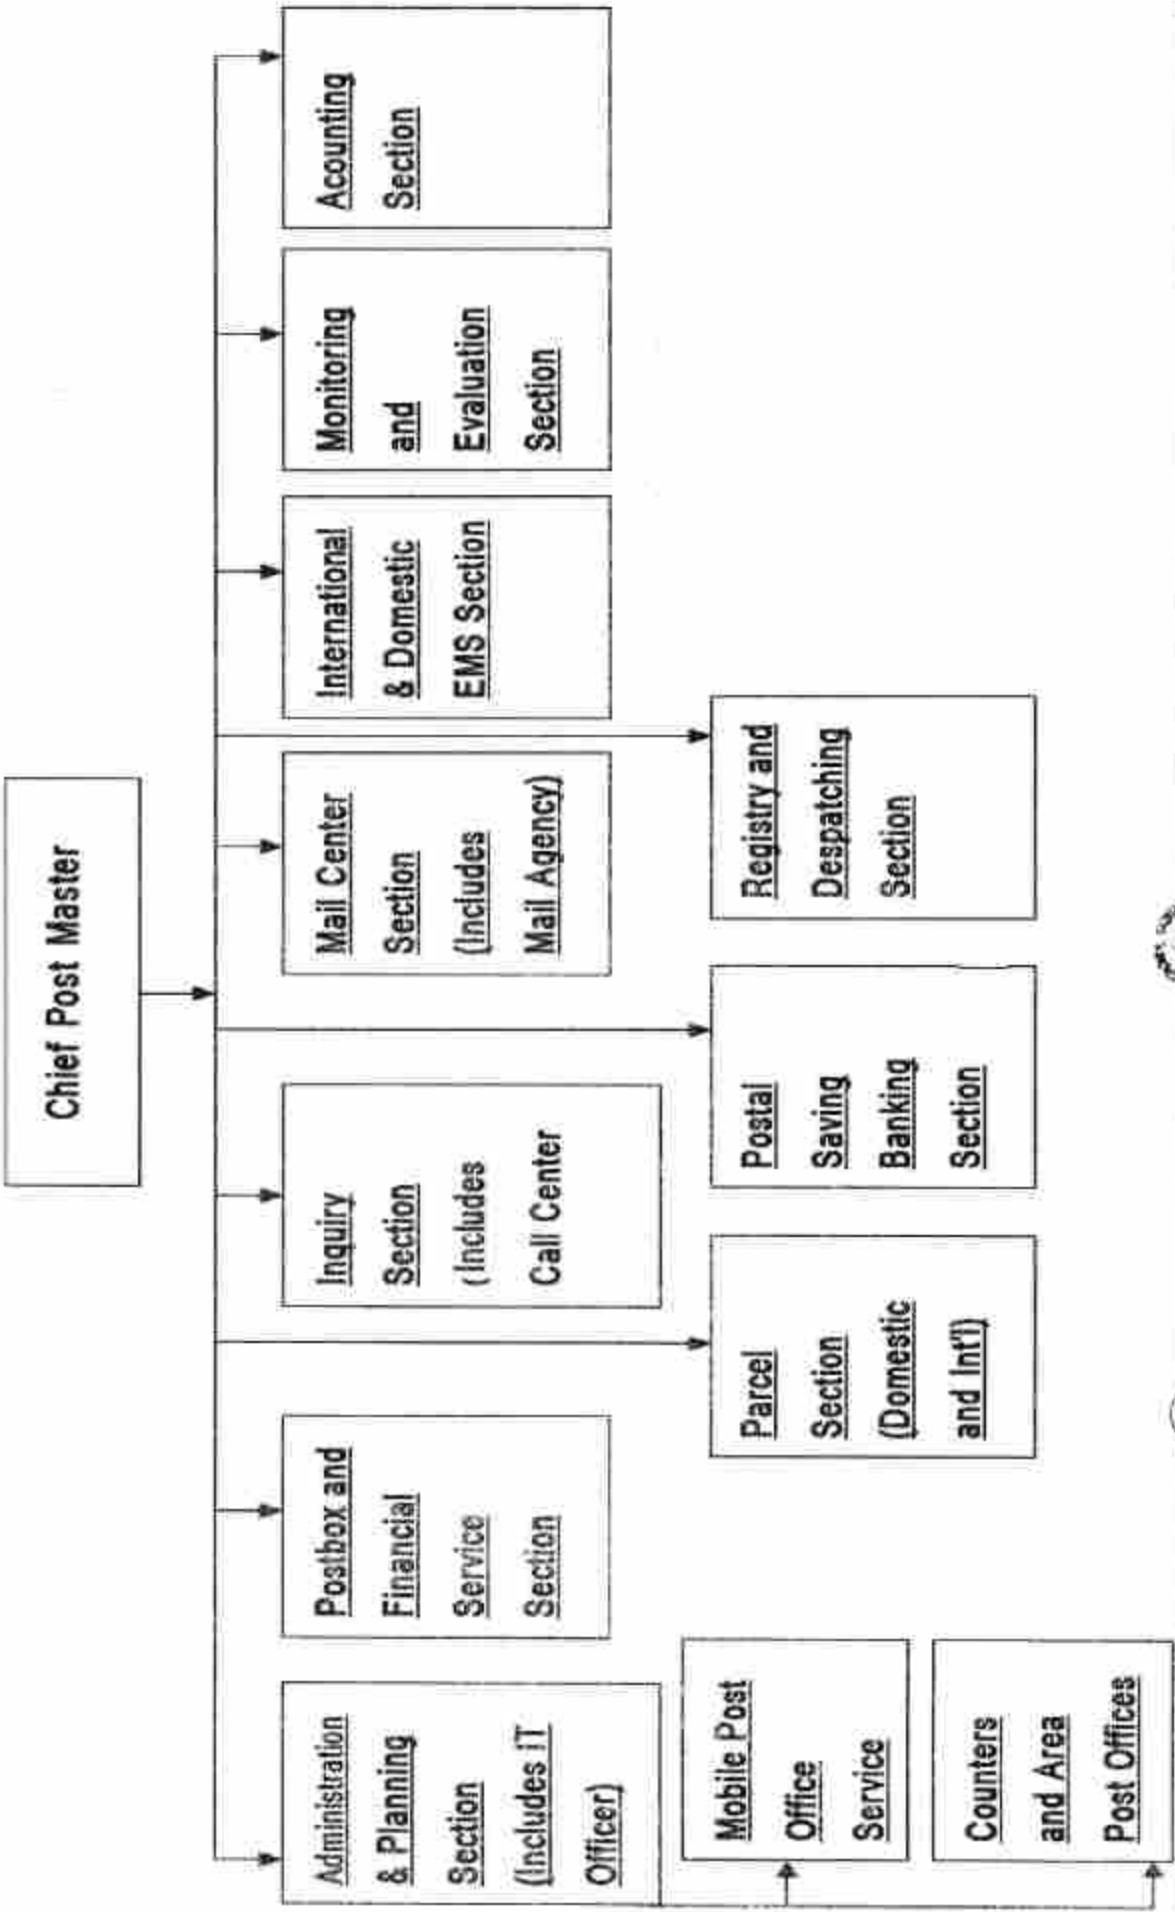 Chief Post Master
Administration
& Planning
Section
(Includes IT
Officer)
Postbox and
Financial
Service
Section
Inquiry
Section
(Includes
Call Center
Mail Center
Section
(Includes
Mail Agency)
International
& Domestic
EMS Section
Monitoring
and
Evaluation
Section
Acounting
Section
Parcel
Section
(Domestic
and Int'l)
Postal
Saving
Banking
Section
Registry and
Despatching
Section
Mobile Post
Office
Service
Counters
and Area
Post Offices